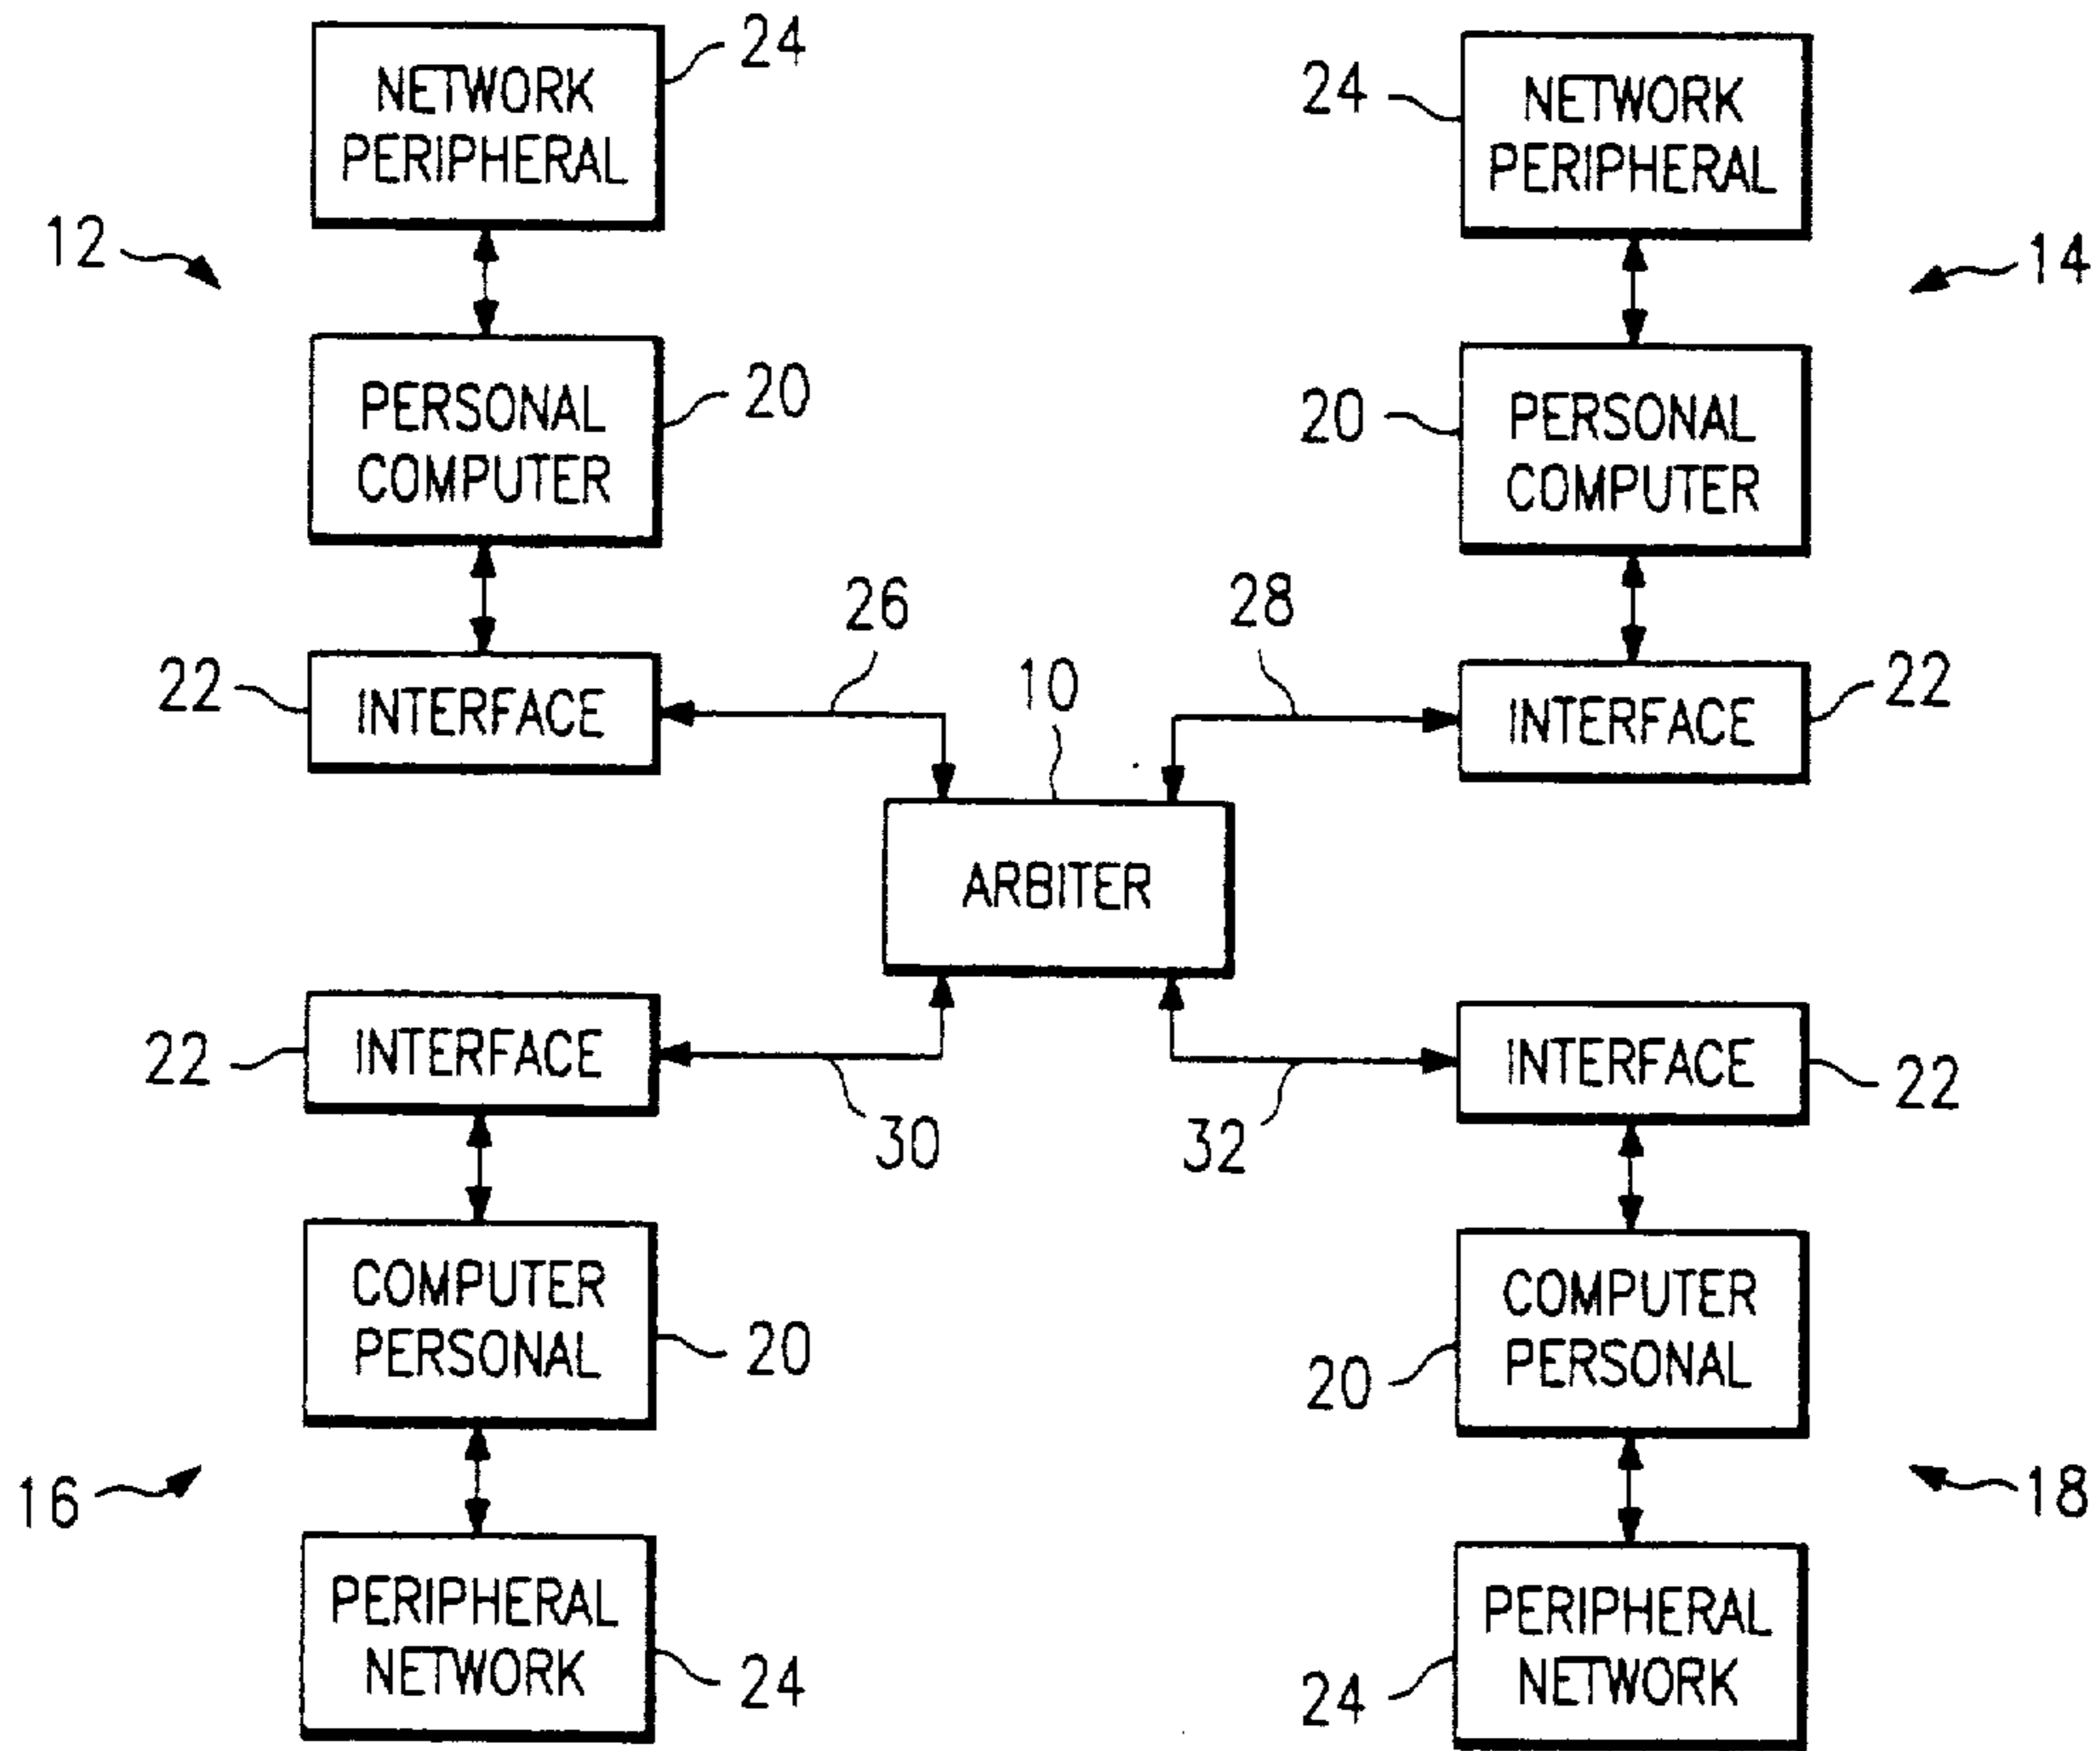 24
NETWORK
PERIPHERAL
24
NETWORK
PERIPHERAL
12
14
20
PERSONAL
COMPUTER
20
PERSONAL
COMPUTER
26
28
10
22
INTERFACE
22
INTERFACE
ARBITER
22
INTERFACE
INTERFACE
22
30
32
COMPUTER
PERSONAL
20
COMPUTER
PERSONAL
20
16
18
PERIPHERAL
NETWORK
24
PERIPHERAL
NETWORK
24